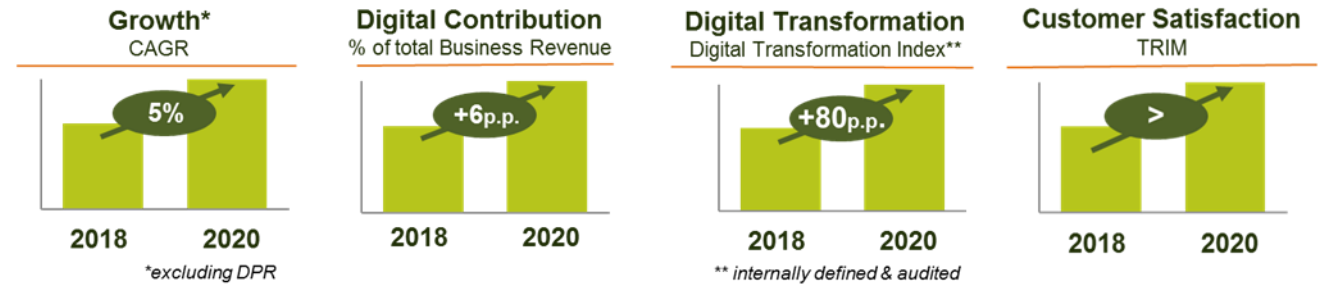 Growth*
CAGR
5%
2018 2020
*excluding DPR
Digital Contribution
% of total Business Revenue
+6p.p.
2018 2020
Digital Transformation
Digital Transformation Index**
+80p.p.
2018 2020
** internally defined & audited
Customer Satisfaction
TRIM
>
2018 2020